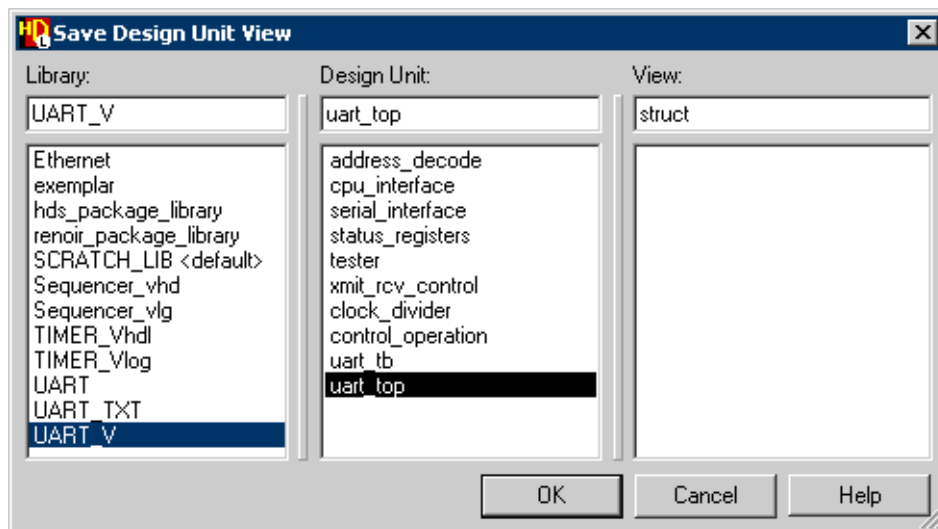 HDL Save Design Unit View
Library:
UART_V
Ethernet
exemplar
hds_package_library
renoir_package_library
SCRATCH_LIB <default>
Sequencer_vhd
Sequencer_vlg
TIMER_Vhdl
TIMER_Vlog
UART
UART_TXT
UART_V
Design Unit:
uart_top
address_decode
cpu_interface
serial_interface
status_registers
tester
xmit_rcv_control
clock_divider
control_operation
uart_tb
uart_top
View:
struct
OK Cancel Help